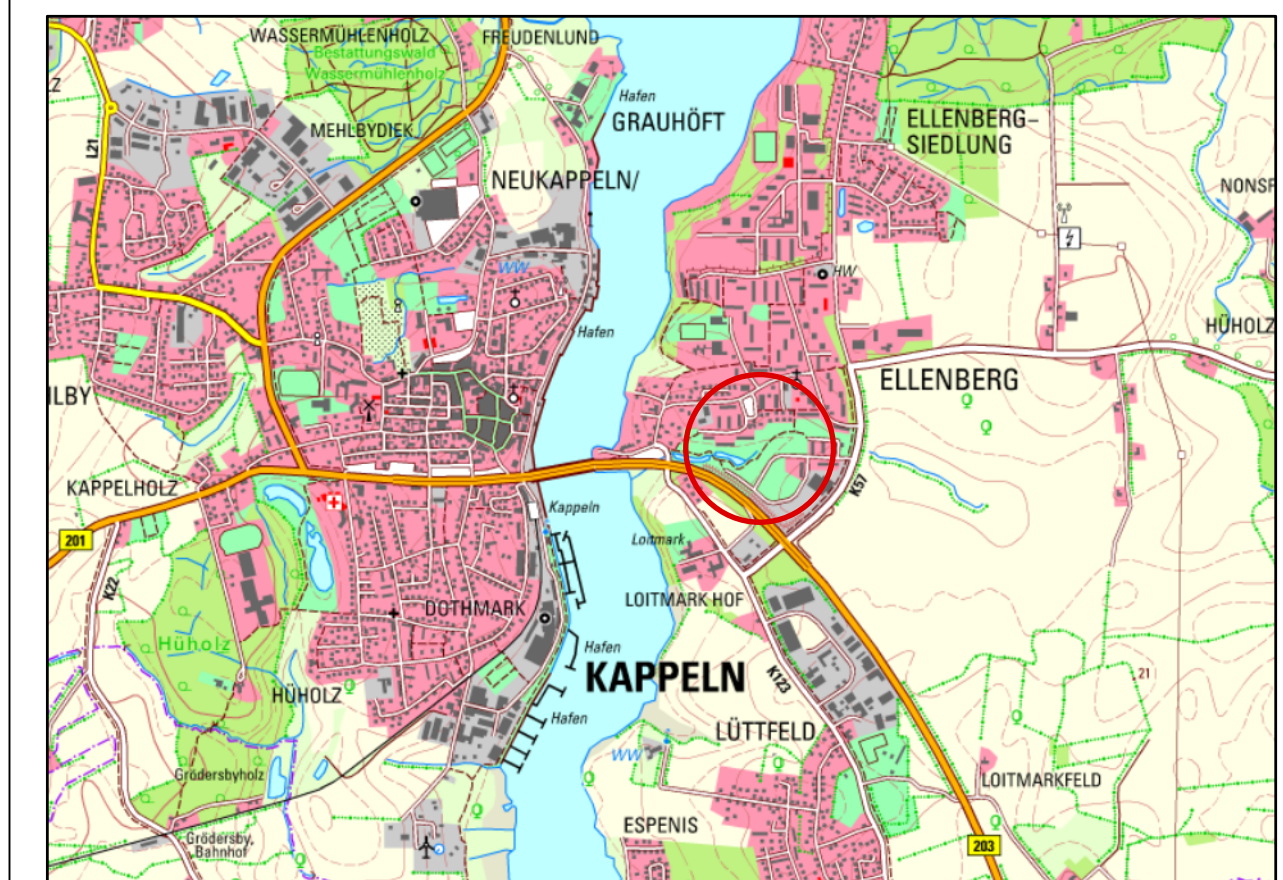 WASSERMÜHLENHOLZ
FREUDENLUND
Bestattungswald
Wassermühlenholz
Z
Hafen
GRAUHÖFT
ELLENBERG-
SIEDLUNG
MEHLBYDIEK
L21
NEUKAPPELN/
NONSF
WW
HW
Hafen
HÜHOLZ
ELLENBERG
ILBY
KAPPELHOLZ
K57
Kappeln
201
Loitmark
K22
LOITMARK HOF
DOTHMARK
Hüholz
Hafen
KAPPELN
K123
21
HÜHOLZ
Hafen
LÜTTFELD
WW
Grödersbyholz
LOITMARKFELD
ESPENIS
Grödersby,
Bahnhof
203